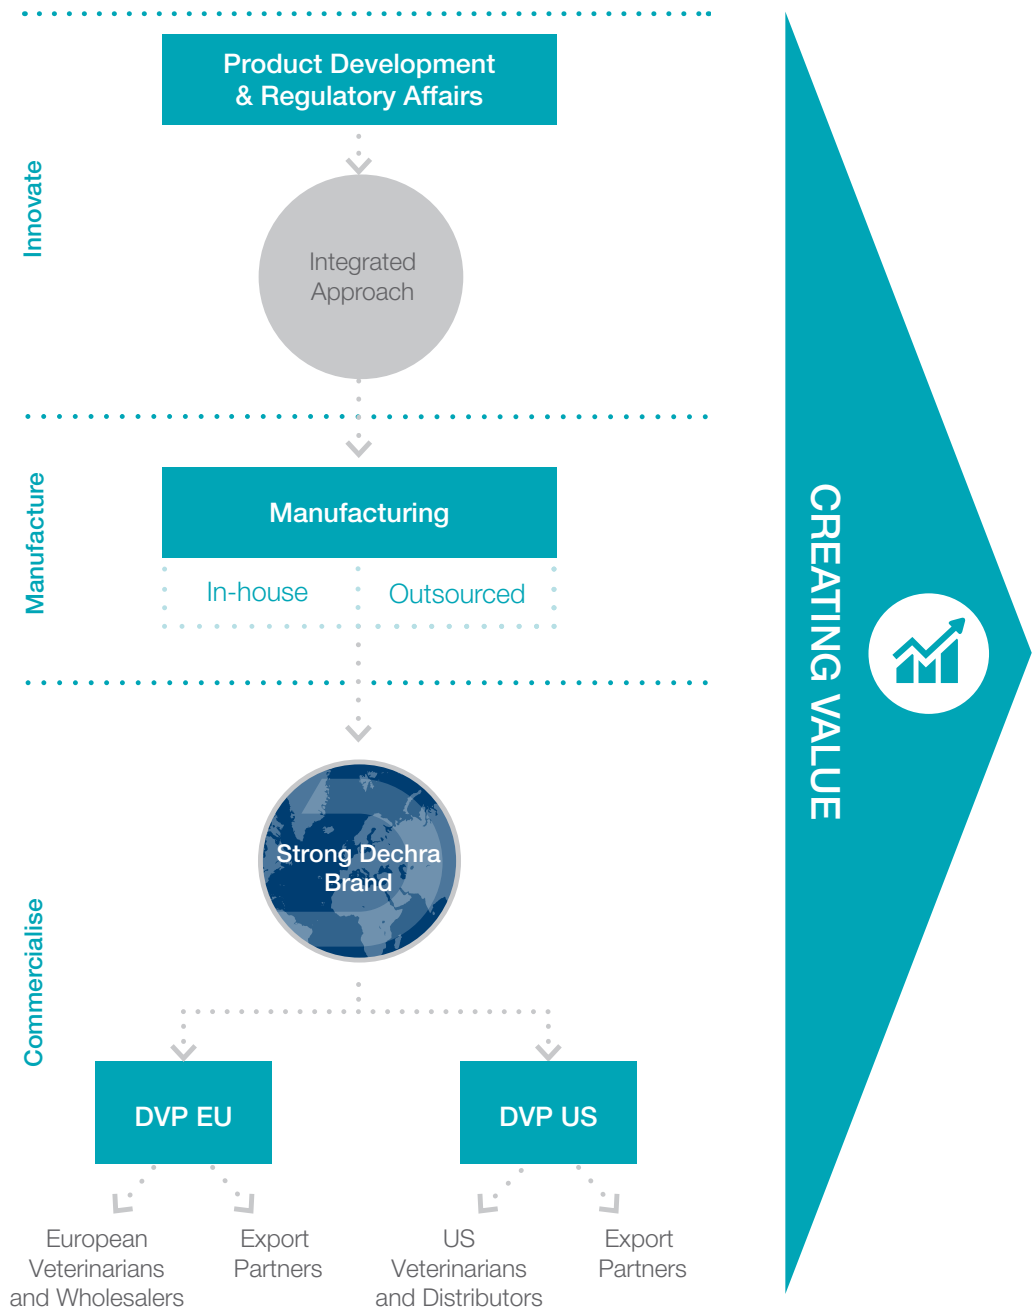 Innovate
Product Development
& Regulatory Affairs
Integrated
Approach
Manufacture
Manufacturing
In-house
Outsourced
Commercialise
Strong Dechra
Brand
DVP EU
DVP US
European
Veterinarians
and Wholesalers
Export
Partners
US
Veterinarians
and Distributors
Export
Partners
CREATING VALUE